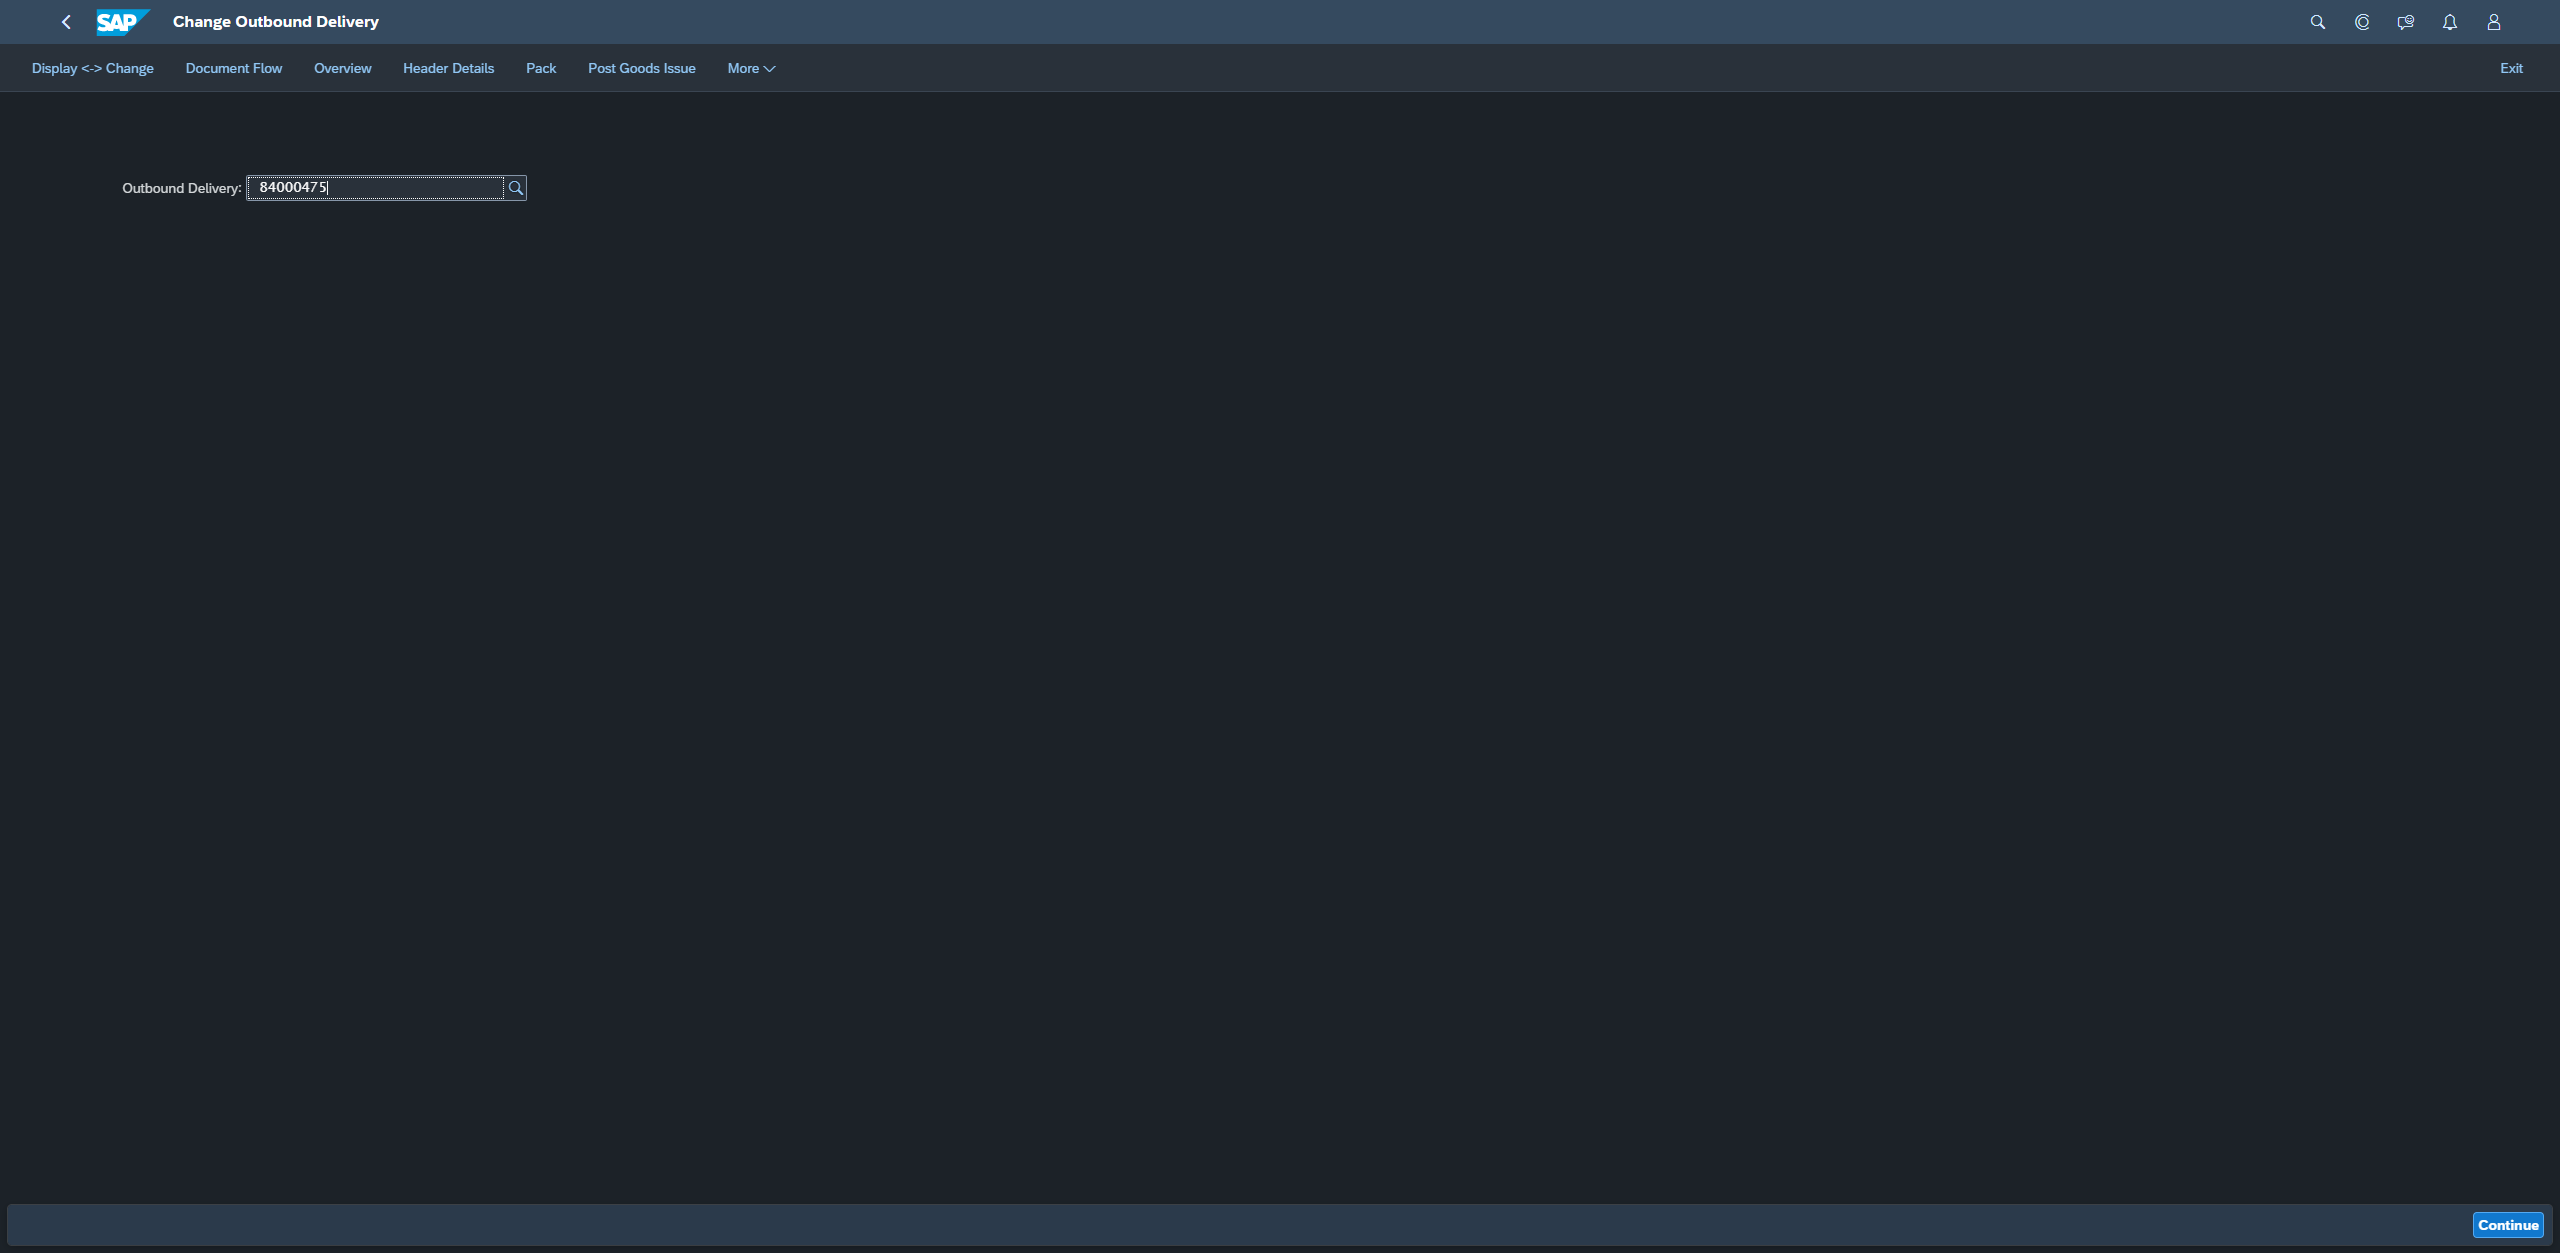 SAP Change Outbound Delivery
Display <-> Change Document Flow Overview Header Details Pack Post Goods Issue More Exit
Outbound Delivery: 84000475
Continue